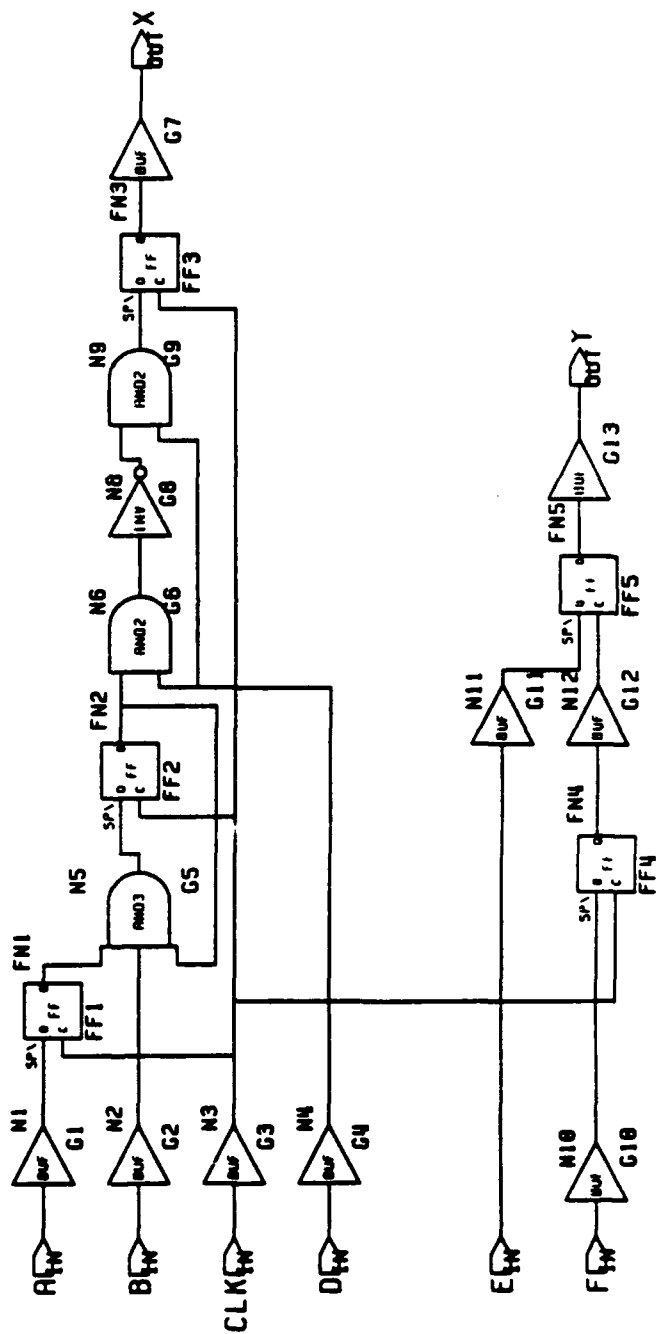 A IN BUF N1 G1 SP\ D C FF FF1 FN1
B IN BUF N2 G2 AND3 N5 G5 SP\ D C Q FF FF2 FN2 AND2 N6 G6 INV N8 G8 AND2 N9 G9 SP\ D C Q FF FF3 FN3 BUF G7 OUT X
CLK IN BUF N3 G3
D IN BUF N4 G4
E IN BUF N11 G11
SP\ D C FF FF5 FN5 BUF G13 OUT Y
F IN BUF N10 G10 SP\ D C FF FF4 FN4 BUF N12 G12